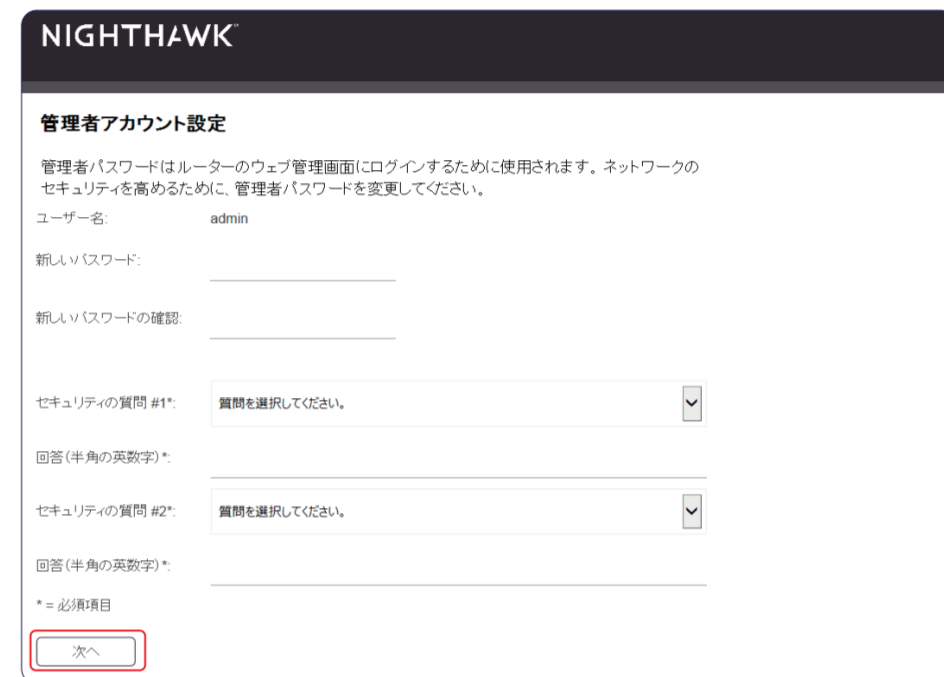 NIGHTHAWK
管理者アカウント設定
管理者パスワードはルーターのウェブ管理画面にログインするために使用されます。ネットワークの
セキュリティを高めるために、管理者パスワードを変更してください。
ユーザー名: admin
新しいパスワード:
新しいパスワードの確認:
セキュリティの質問 #1*: 質問を選択してください。
回答(半角の英数字)*:
セキュリティの質問 #2*: 質問を選択してください。
回答(半角の英数字)*:
* = 必須項目
次へ